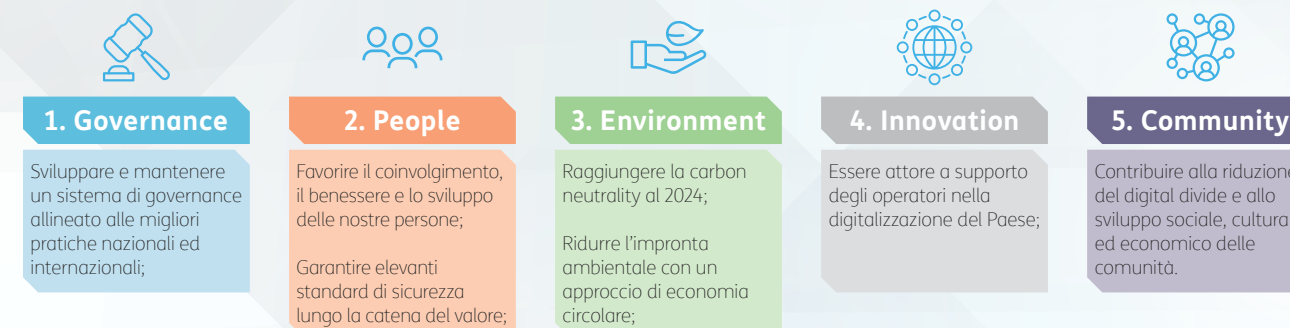 1. Governance
Sviluppare e mantenere
un sistema di governance
allineato alle migliori
pratiche nazionali ed
internazionali;
2. People
Favorire il coinvolgimento,
il benessere e lo sviluppo
delle nostre persone;
Garantire elevanti
standard di sicurezza
lungo la catena del valore;
3. Environment
Raggiungere la carbon
neutrality al 2024;
Ridurre l’impronta
ambientale con un
approccio di economia
circolare;
4. Innovation
Essere attore a supporto
degli operatori nella
digitalizzazione del Paese;
5. Community
Contribuire alla riduzione
del digital divide e allo
sviluppo sociale, cultura
ed economico delle
comunità.